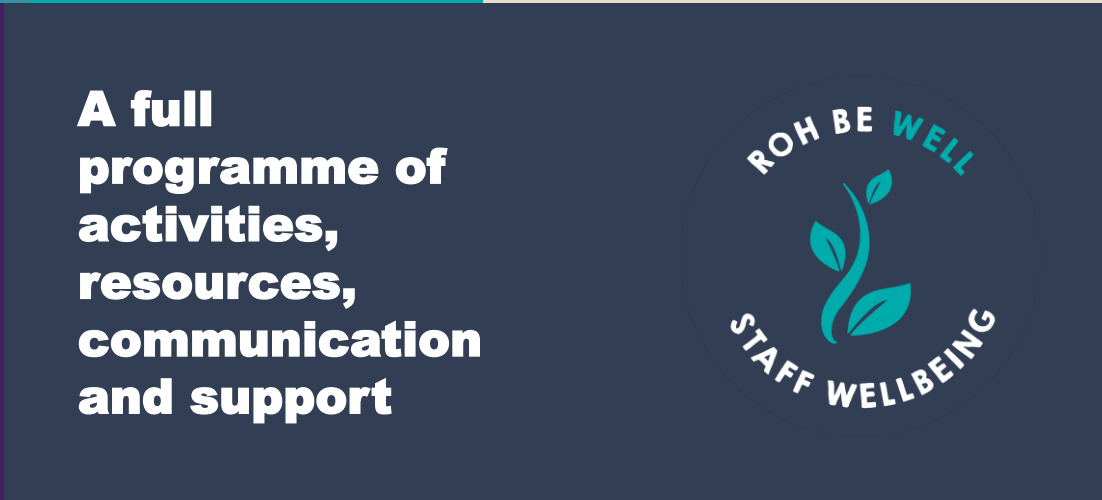 A full
programme of
activities,
resources,
communication
and support
ROH BE WELL
STAFF WELLBEING